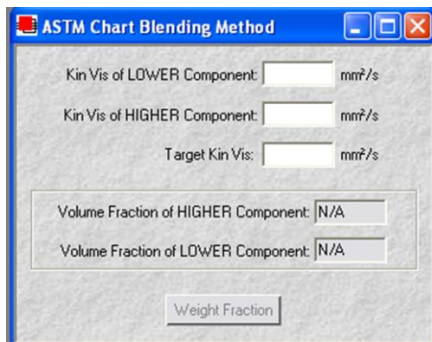 ASTM Chart Blending Method
Kin Vis of LOWER Component: mm²/s
Kin Vis of HIGHER Component: mm²/s
Target Kin Vis: mm²/s
Volume Fraction of HIGHER Component: N/A
Volume Fraction of LOWER Component: N/A
Weight Fraction